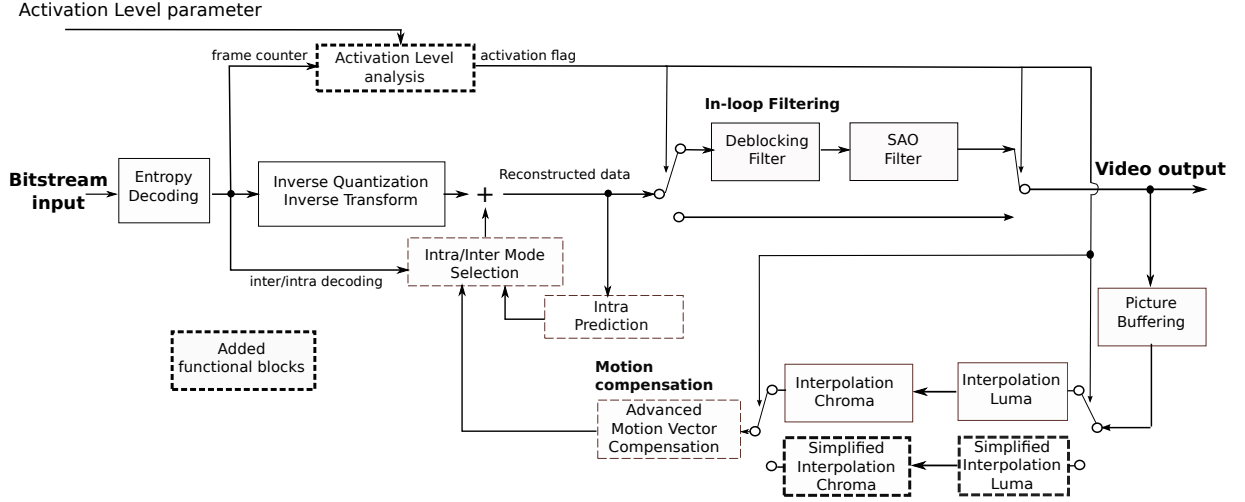 Activation Level parameter
frame counter
Activation Level
analysis
activation flag
In-loop Filtering
Deblocking
Filter
SAO
Filter
Bitstream
input
Entropy
Decoding
Inverse Quantization
Inverse Transform
+
Reconstructed data
Video output
Intra/Inter Mode
Selection
inter/intra decoding
Intra
Prediction
Picture
Buffering
Added
functional blocks
Motion
compensation
Advanced
Motion Vector
Compensation
Interpolation
Chroma
Interpolation
Luma
Simplified
Interpolation
Chroma
Simplified
Interpolation
Luma